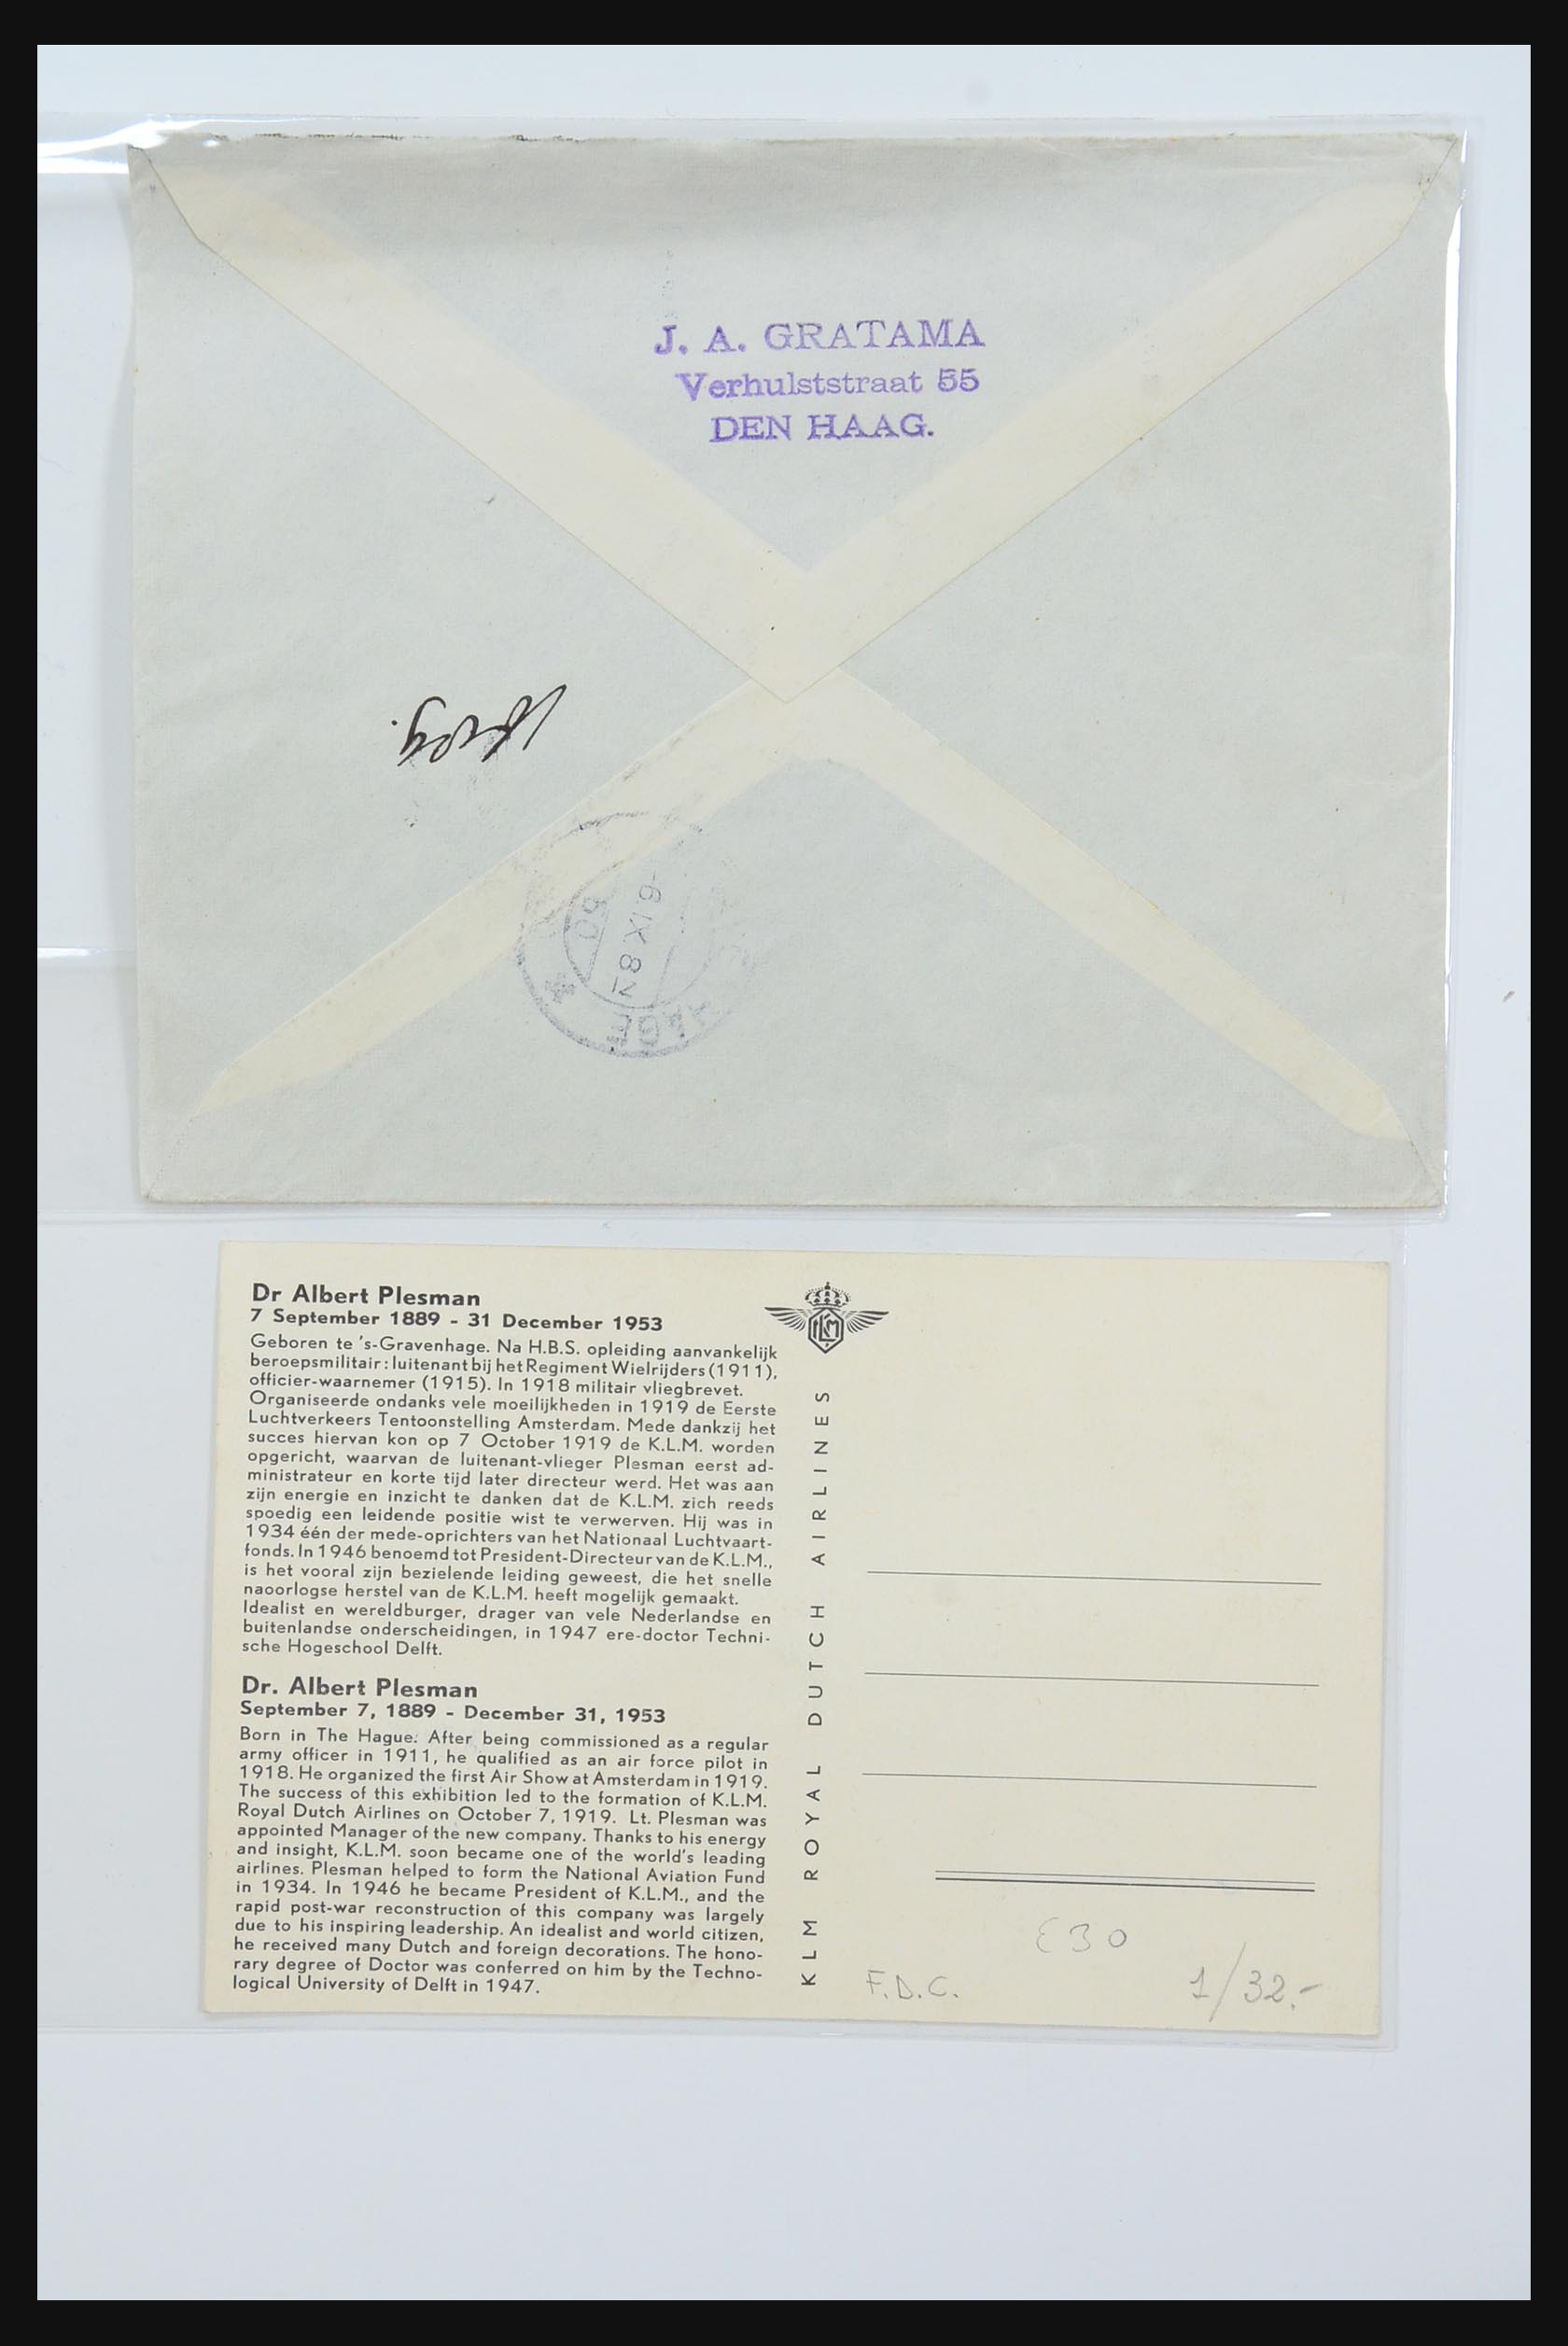 J. A. GRATAMA
Verhulststraat 55
DEN HAAG.
-6 IX 8
50
AGE
Dr Albert Plesman
7 September 1889 - 31 December 1953
Geboren te 's-Gravenhage. Na H.B.S. opleiding aanvankelijk
beroepsmilitair: luitenant bij het Regiment Wielrijders (1911),
officier-waarnemer (1915). In 1918 militair vliegbrevet.
Organiseerde ondanks vele moeilijkheden in 1919 de Eerste
Luchtverkeers Tentoonstelling Amsterdam. Mede dankzij het
succes hiervan kon op 7 October 1919 de K.L.M. worden
opgericht, waarvan de luitenant-vlieger Plesman eerst ad-
ministrateur en korte tijd later directeur werd. Het was aan
zijn energie en inzicht te danken dat de K.L.M. zich reeds
spoedig een leidende positie wist te verwerven. Hij was in
1934 één der mede-oprichters van het Nationaal Luchtvaart-
fonds. In 1946 benoemd tot President-Directeur van de K.L.M.,
is het vooral zijn bezielende leiding geweest, die het snelle
naoorlogse herstel van de K.L.M. heeft mogelijk gemaakt.
Idealist en wereldburger, drager van vele Nederlandse en
buitenlandse onderscheidingen, in 1947 ere-doctor Techni-
sche Hogeschool Delft.
Dr. Albert Plesman
September 7, 1889 - December 31, 1953
Born in The Hague. After being commissioned as a regular
army officer in 1911, he qualified as an air force pilot in
1918. He organized the first Air Show at Amsterdam in 1919.
The success of this exhibition led to the formation of K.L.M.
Royal Dutch Airlines on October 7, 1919. Lt. Plesman was
appointed Manager of the new company. Thanks to his energy
and insight, K.L.M. soon became one of the world's leading
airlines. Plesman helped to form the National Aviation Fund
in 1934. In 1946 he became President of K.L.M., and the
rapid post-war reconstruction of this company was largely
due to his inspiring leadership. An idealist and world citizen,
he received many Dutch and foreign decorations. The hono-
rary degree of Doctor was conferred on him by the Techno-
logical University of Delft in 1947.
KLM
KLM ROYAL DUTCH AIRLINES
E30
F.D.C.
1/32.-